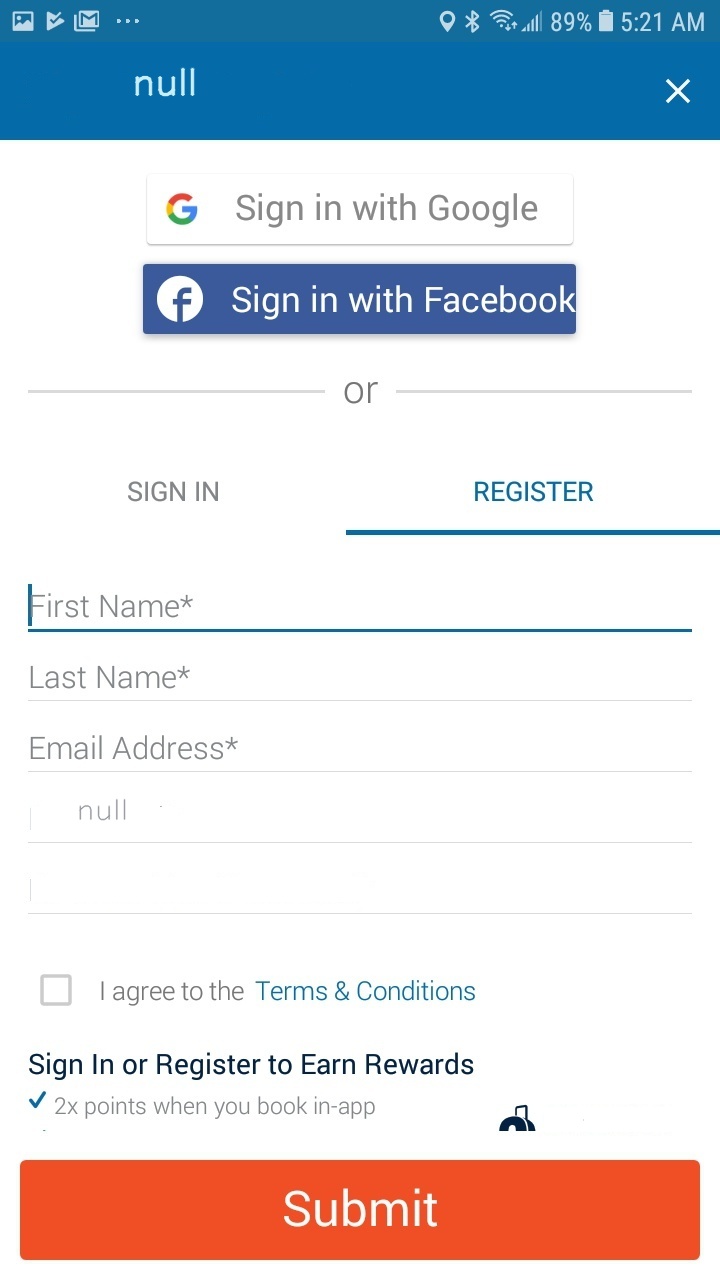 89% 5:21 AM
null
Sign in with Google
Sign in with Facebook
or
SIGN IN
REGISTER
First Name*
Last Name*
Email Address*
null
I agree to the Terms & Conditions
Sign In or Register to Earn Rewards
2x points when you book in-app
Submit